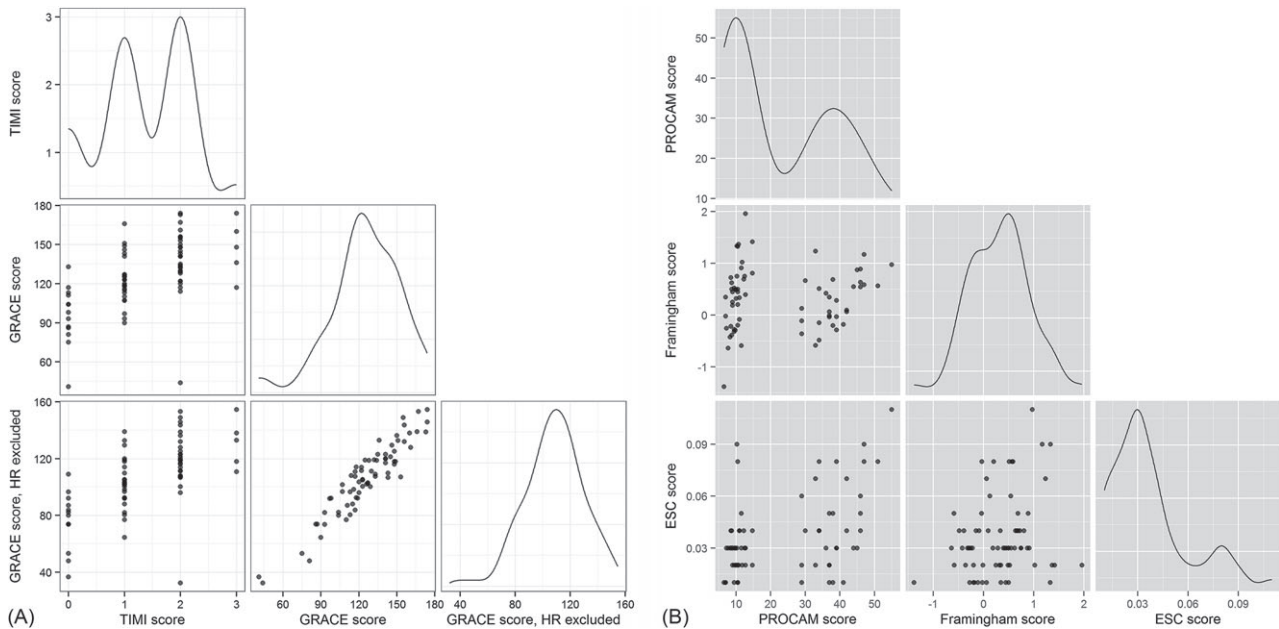 3
2
1
TIMI score
180
150
120
90
60
30
GRACE score
160
120
80
40
GRACE score, HR excluded
0 1 2 3
60 90 120 150 180
40 80 120 160
(A)
TIMI score
GRACE score
GRACE score, HR excluded
50
40
30
20
10
PROCAM score
2
1
0
-1
Framingham score
0.09
0.06
0.03
ESC score
10 20 30 40 50
-1 0 1 2
0.03 0.06 0.09
(B)
PROCAM score
Framingham score
ESC score